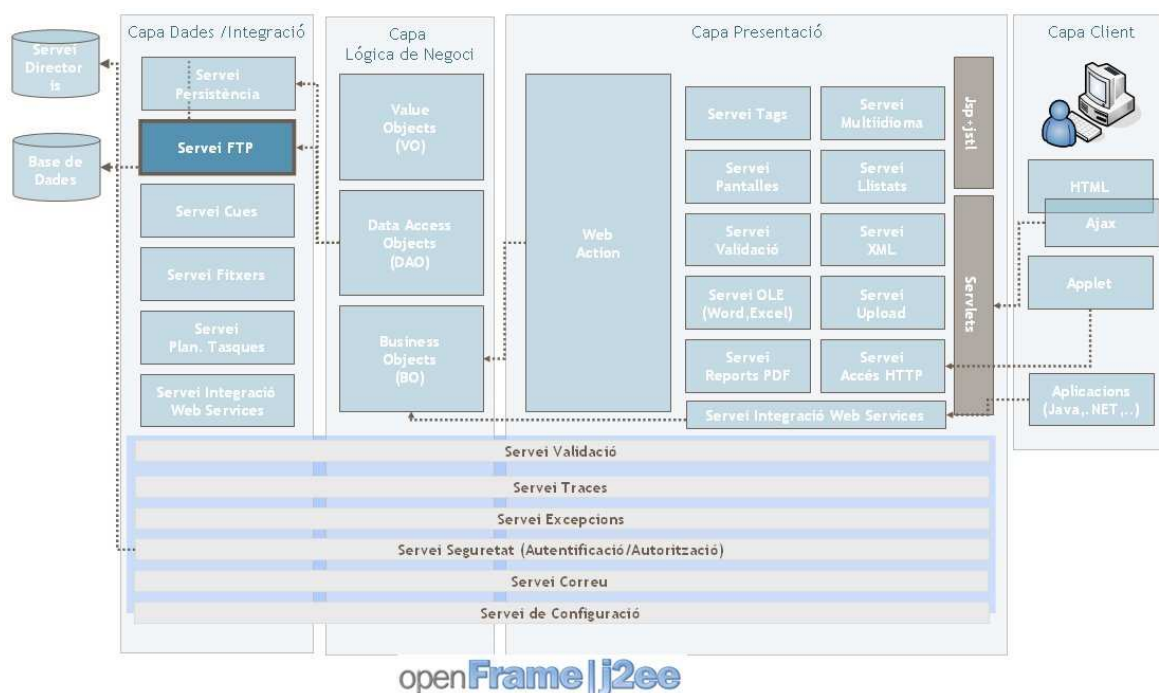 Capa Dades /Integració
Servei
Director
is
Base de
Dades
Servei
Persistència
Servei FTP
Servei Cues
Servei Fitxers
Servei
Plan. Tasques
Servei Integració
Web Services
Capa
Lógica de Negoci
Value
Objects
(VO)
Data Access
Objects
(DAO)
Business
Objects
(BO)
Capa Presentació
Web
Action
Servei Tags
Servei
Multiidioma
Servei
Pantalles
Servei
Llistats
Servei
Validació
Servei
XML
Servei OLE
(Word,Excel)
Servei
Upload
Servei
Reports PDF
Servei
Accés HTTP
Servei Integració Web Services
Jsp+jstl
Servlets
Capa Client
HTML
Ajax
Applet
Aplicacions
(Java,.NET,..)
Servei Validació
Servei Traces
Servei Excepcions
Servei Seguretat (Autentificació/Autorització)
Servei Correu
Servei de Configuració
openFrame|j2ee